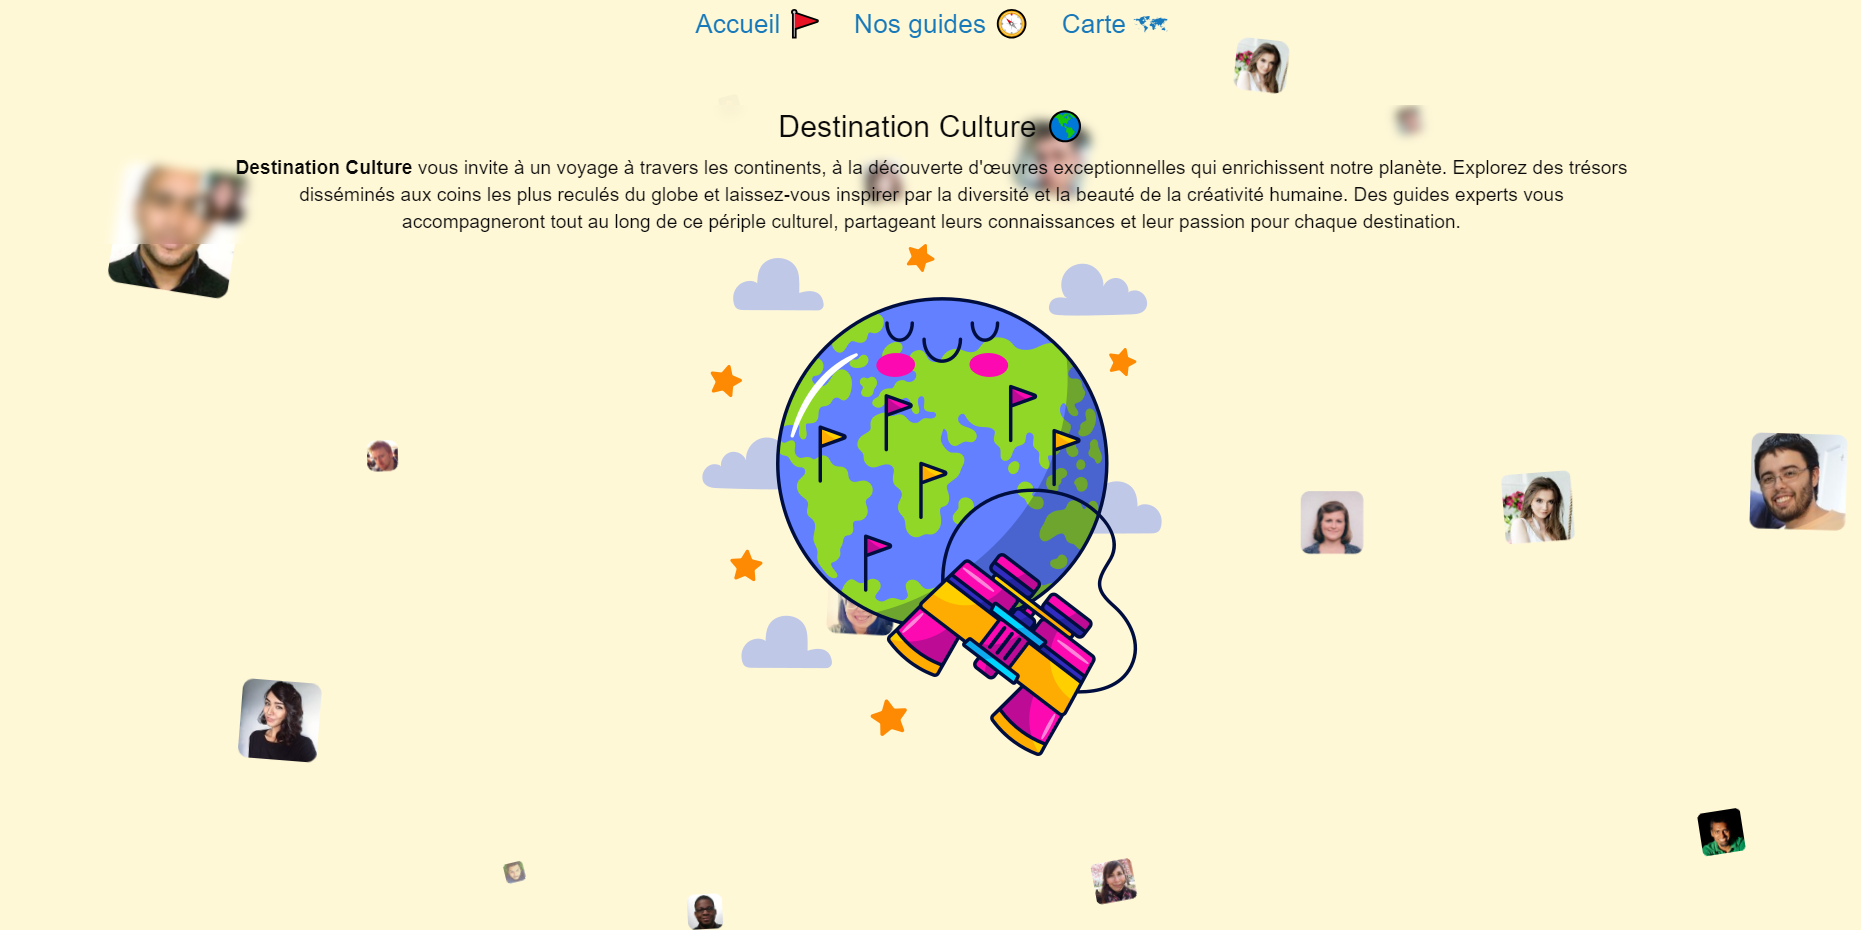 Accueil Nos guides Carte
Destination Culture
Destination Culture vous invite à un voyage à travers les continents, à la découverte d'œuvres exceptionnelles qui enrichissent notre planète. Explorez des trésors
disséminés aux coins les plus reculés du globe et laissez-vous inspirer par la diversité et la beauté de la créativité humaine. Des guides experts vous
accompagneront tout au long de ce périple culturel, partageant leurs connaissances et leur passion pour chaque destination.